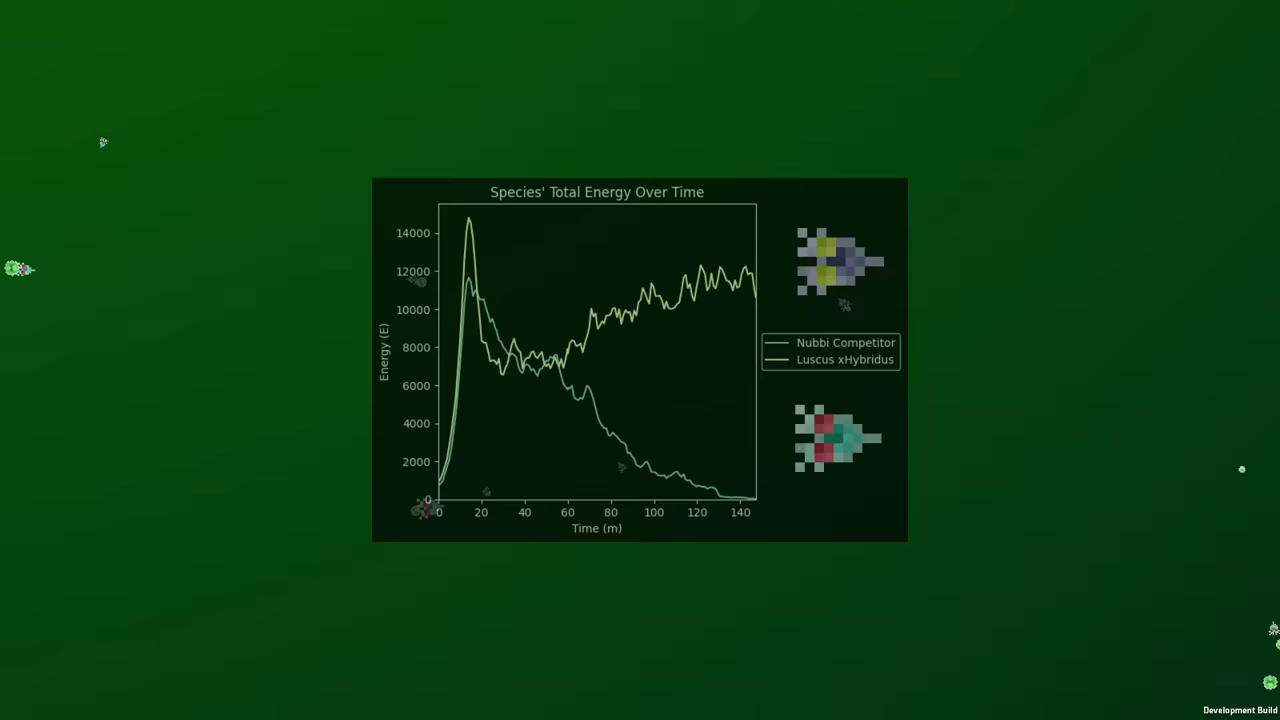 Species' Total Energy Over Time
14000
12000
10000
8000
6000
4000
2000
0
Energy (E)
0 20 40 60 80 100 120 140
Time (m)
Nubbi Competitor
Luscus xHybridus
Development Build